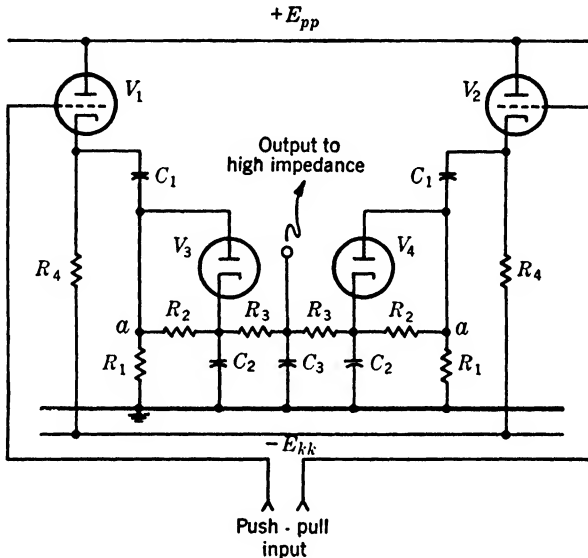 +E_pp
V_1
V_2
Output to
high impedance
C_1
C_1
V_3
V_4
R_4
R_4
R_2
R_3
R_3
R_2
a
a
R_1
C_2
C_3
C_2
R_1
-E_kk
Push - pull
input